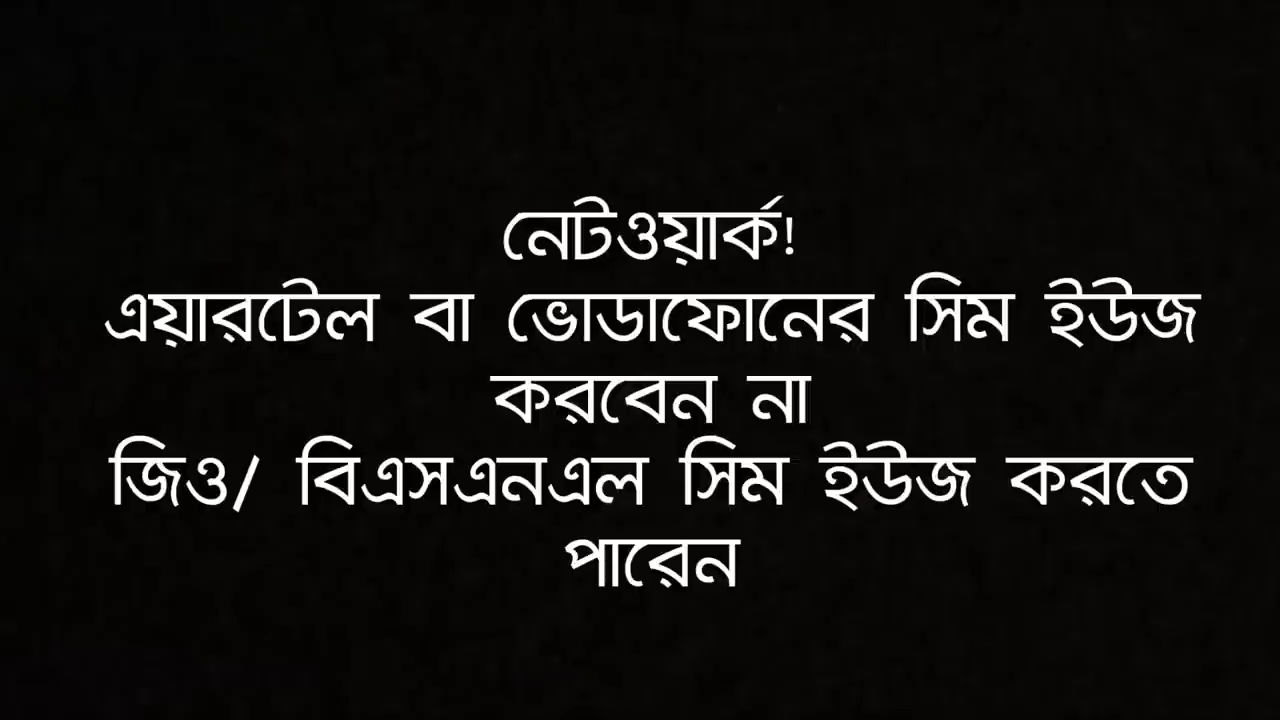 নেটওয়ার্ক!
এয়ারটেল বা ভোডাফোনের সিম ইউজ
করবেন না
জিও/ বিএসএনএল সিম ইউজ করতে
পারেন